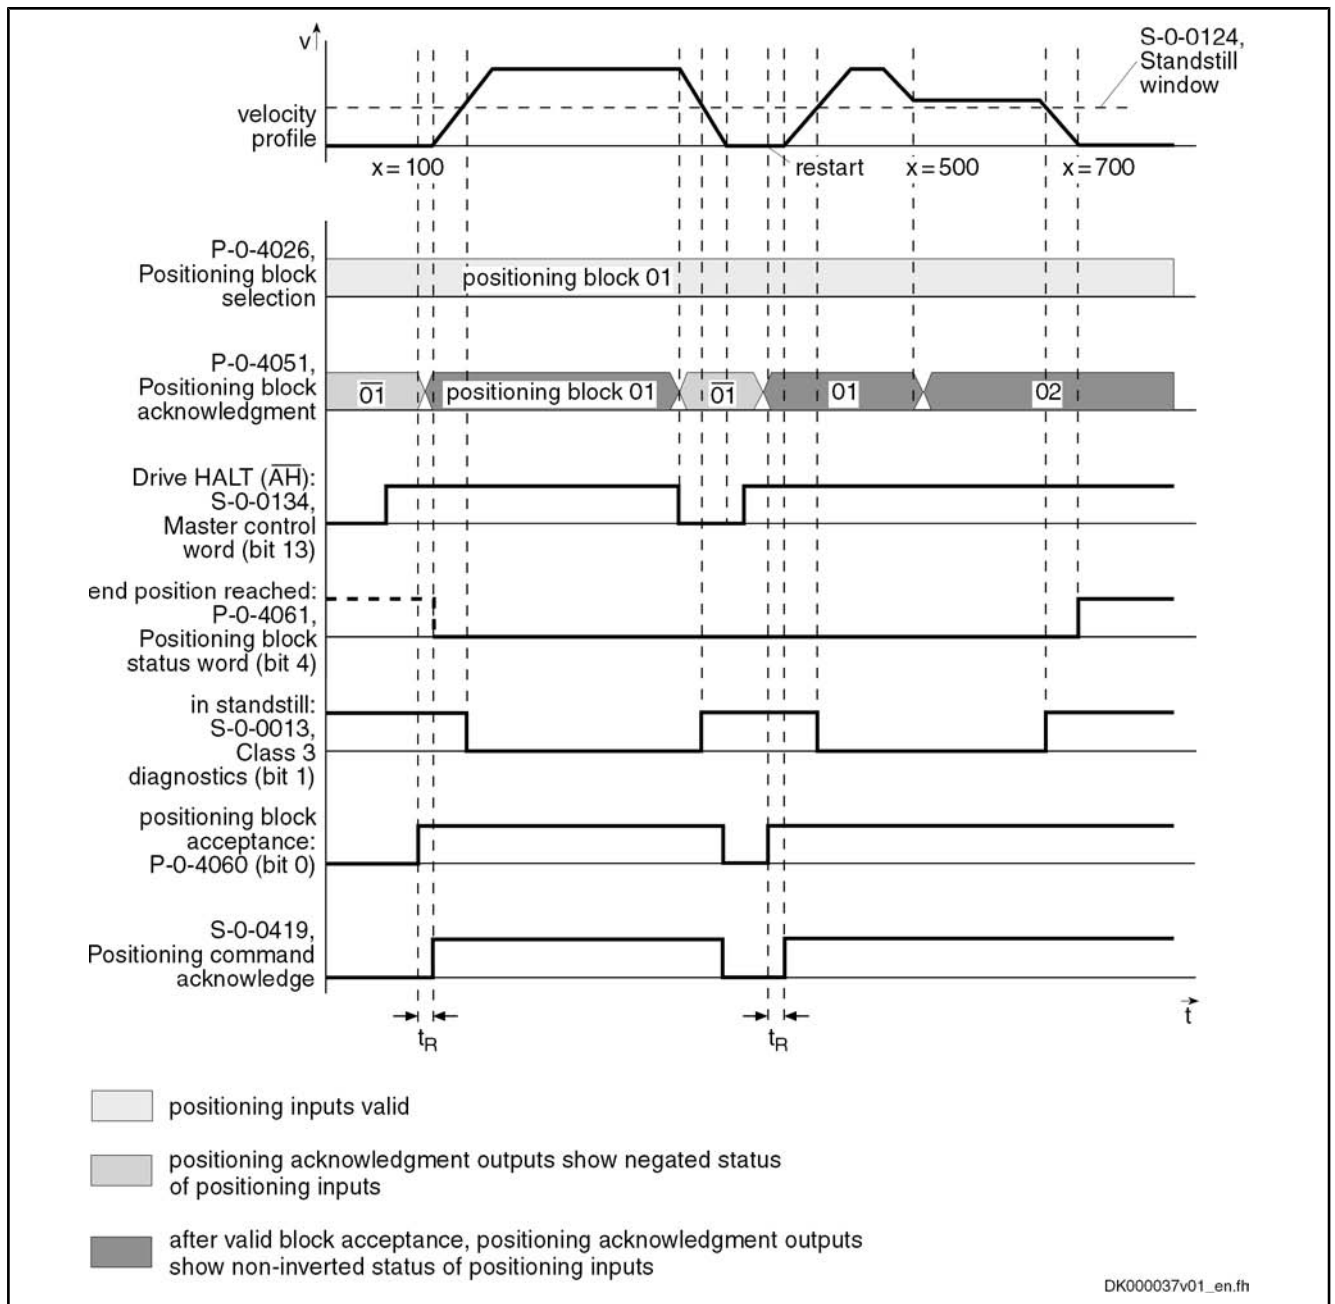 v
S-0-0124,
Standstill
window
velocity
profile
x = 100
restart
x = 500
x = 700
P-0-4026,
Positioning block
selection
positioning block 01
P-0-4051,
Positioning block
acknowledgment
0̅1̅
positioning block 01
0̅1̅
01
02
Drive HALT (A̅H̅):
S-0-0134,
Master control
word (bit 13)
end position reached:
P-0-4061,
Positioning block
status word (bit 4)
in standstill:
S-0-0013,
Class 3
diagnostics (bit 1)
positioning block
acceptance:
P-0-4060 (bit 0)
S-0-0419,
Positioning command
acknowledge
t
tR
tR
positioning inputs valid
positioning acknowledgment outputs show negated status
of positioning inputs
after valid block acceptance, positioning acknowledgment outputs
show non-inverted status of positioning inputs
DK000037v01_en.fh